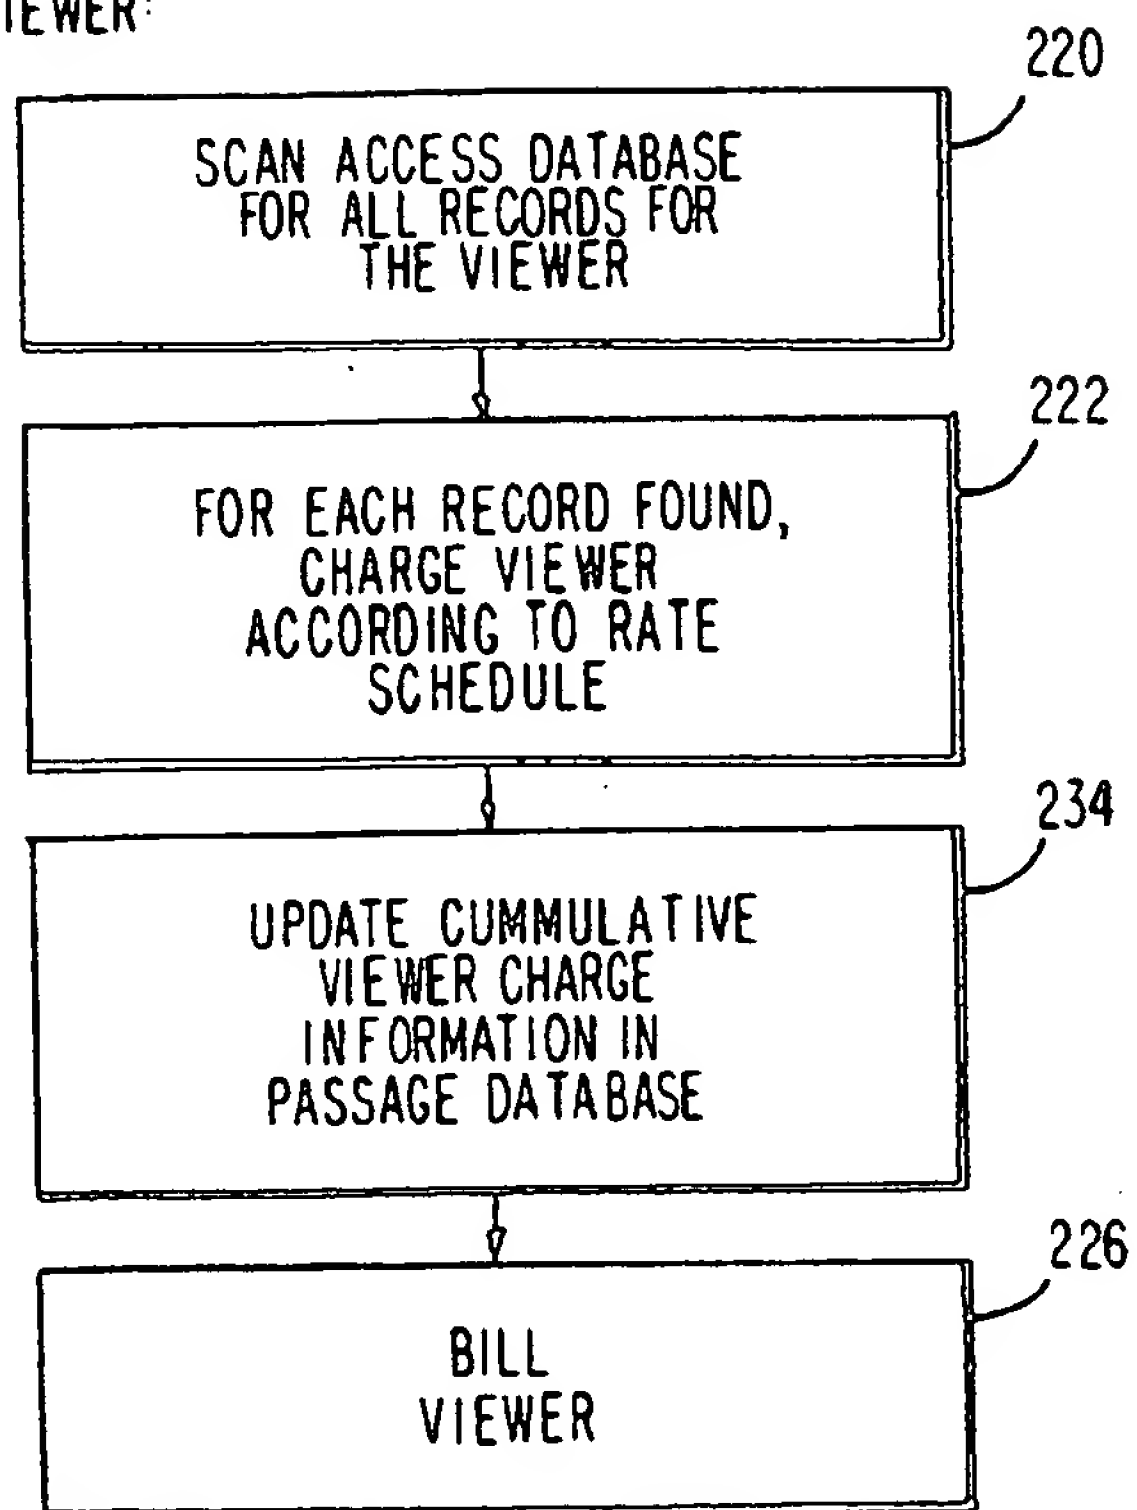 IEWER:
220
SCAN ACCESS DATABASE
FOR ALL RECORDS FOR
THE VIEWER
222
FOR EACH RECORD FOUND,
CHARGE VIEWER
ACCORDING TO RATE
SCHEDULE
234
UPDATE CUMMULATIVE
VIEWER CHARGE
INFORMATION IN
PASSAGE DATABASE
226
BILL
VIEWER